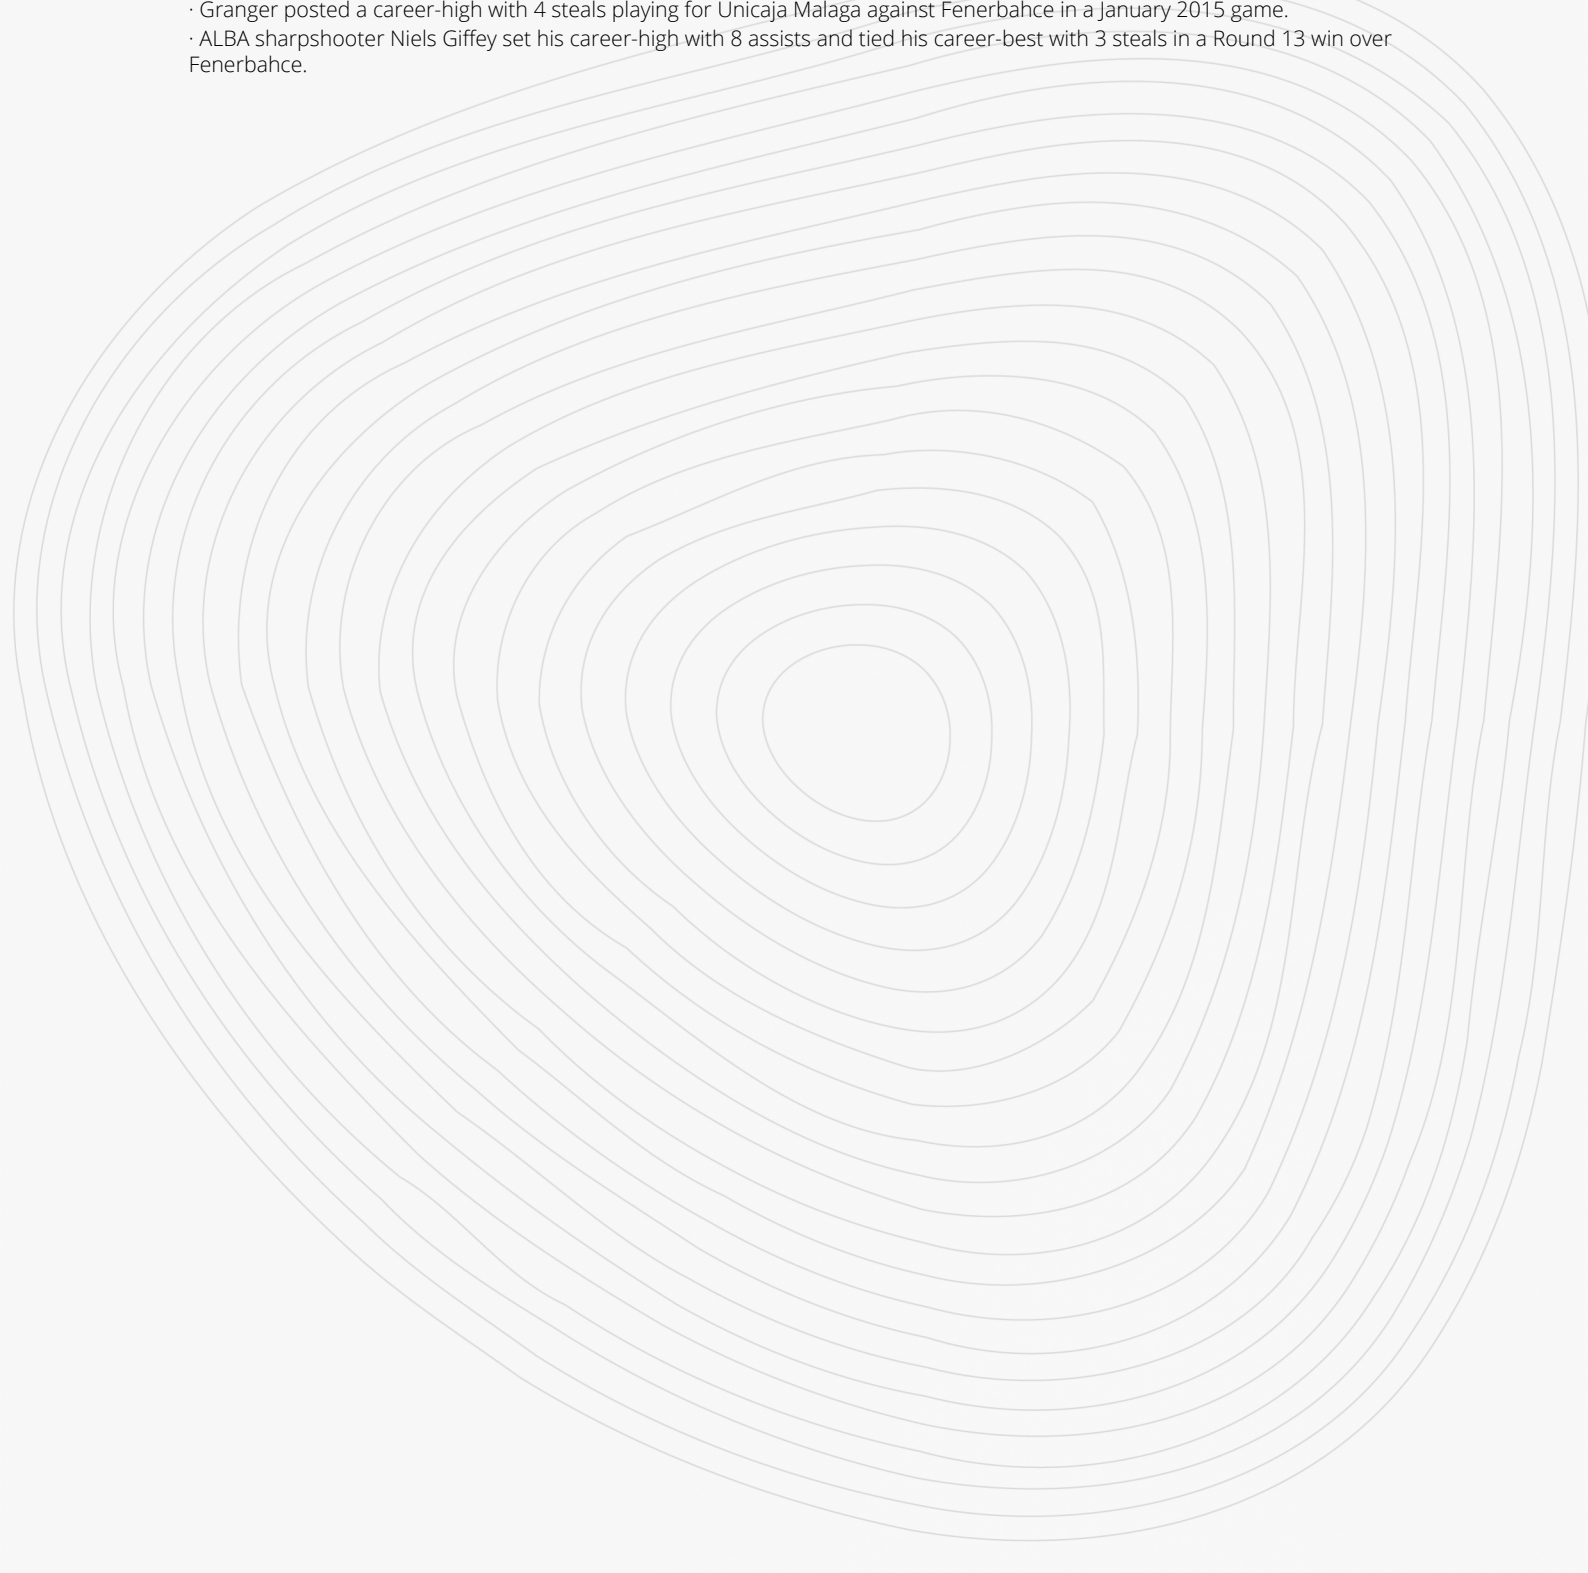 · Granger posted a career-high with 4 steals playing for Unicaja Malaga against Fenerbahce in a January 2015 game.
· ALBA sharpshooter Niels Giffey set his career-high with 8 assists and tied his career-best with 3 steals in a Round 13 win over
Fenerbahce.